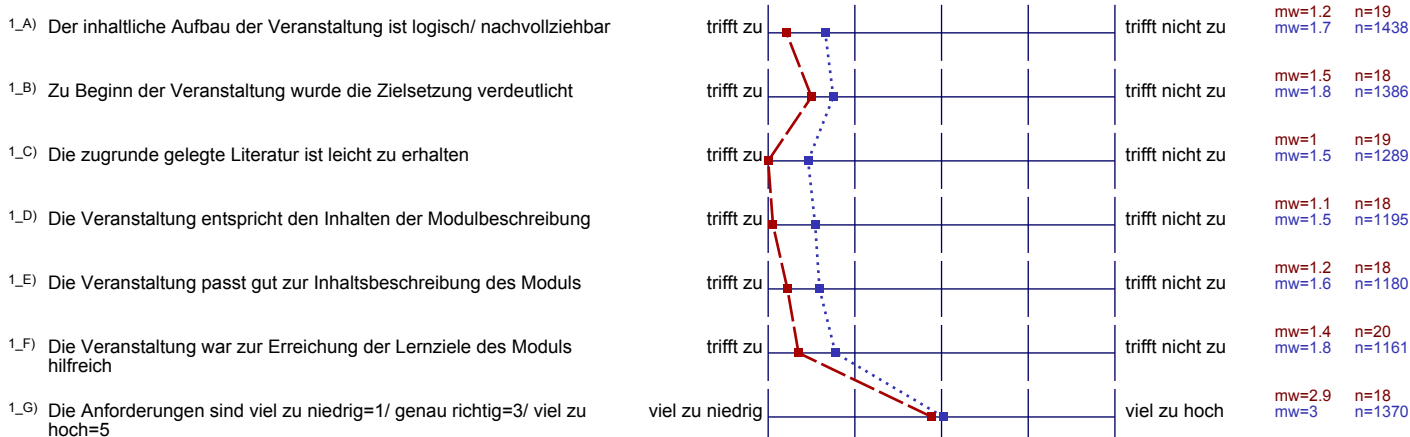 1_A) Der inhaltliche Aufbau der Veranstaltung ist logisch/ nachvollziehbar trifft zu trifft nicht zu mw=1.2 n=19
mw=1.7 n=1438
1_B) Zu Beginn der Veranstaltung wurde die Zielsetzung verdeutlicht trifft zu trifft nicht zu mw=1.5 n=18
mw=1.8 n=1386
1_C) Die zugrunde gelegte Literatur ist leicht zu erhalten trifft zu trifft nicht zu mw=1 n=19
mw=1.5 n=1289
1_D) Die Veranstaltung entspricht den Inhalten der Modulbeschreibung trifft zu trifft nicht zu mw=1.1 n=18
mw=1.5 n=1195
1_E) Die Veranstaltung passt gut zur Inhaltsbeschreibung des Moduls trifft zu trifft nicht zu mw=1.2 n=18
mw=1.6 n=1180
1_F) Die Veranstaltung war zur Erreichung der Lernziele des Moduls trifft zu trifft nicht zu mw=1.4 n=20
hilfreich mw=1.8 n=1161
1_G) Die Anforderungen sind viel zu niedrig=1/ genau richtig=3/ viel zu viel zu niedrig viel zu hoch mw=2.9 n=18
hoch=5 mw=3 n=1370